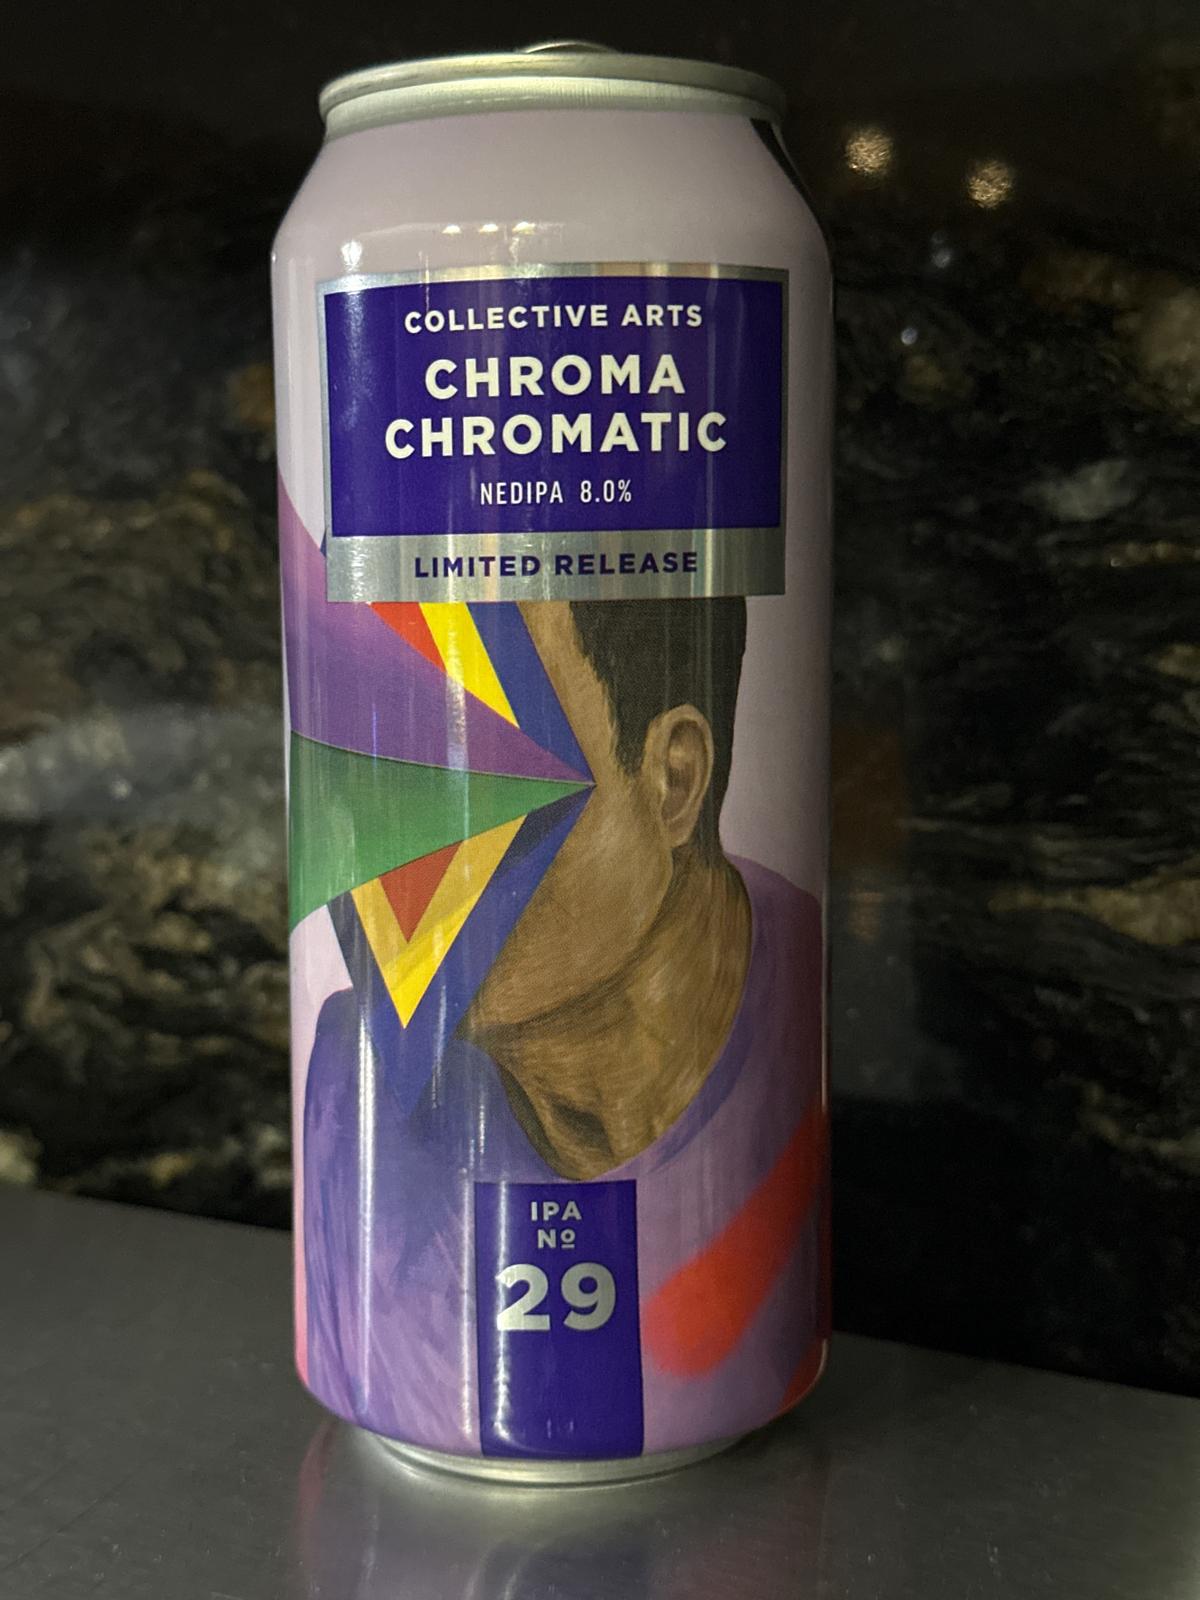 COLLECTIVE ARTS
CHROMA
CHROMATIC
NEDIPA 8.0%
LIMITED RELEASE
IPA
Nº
29